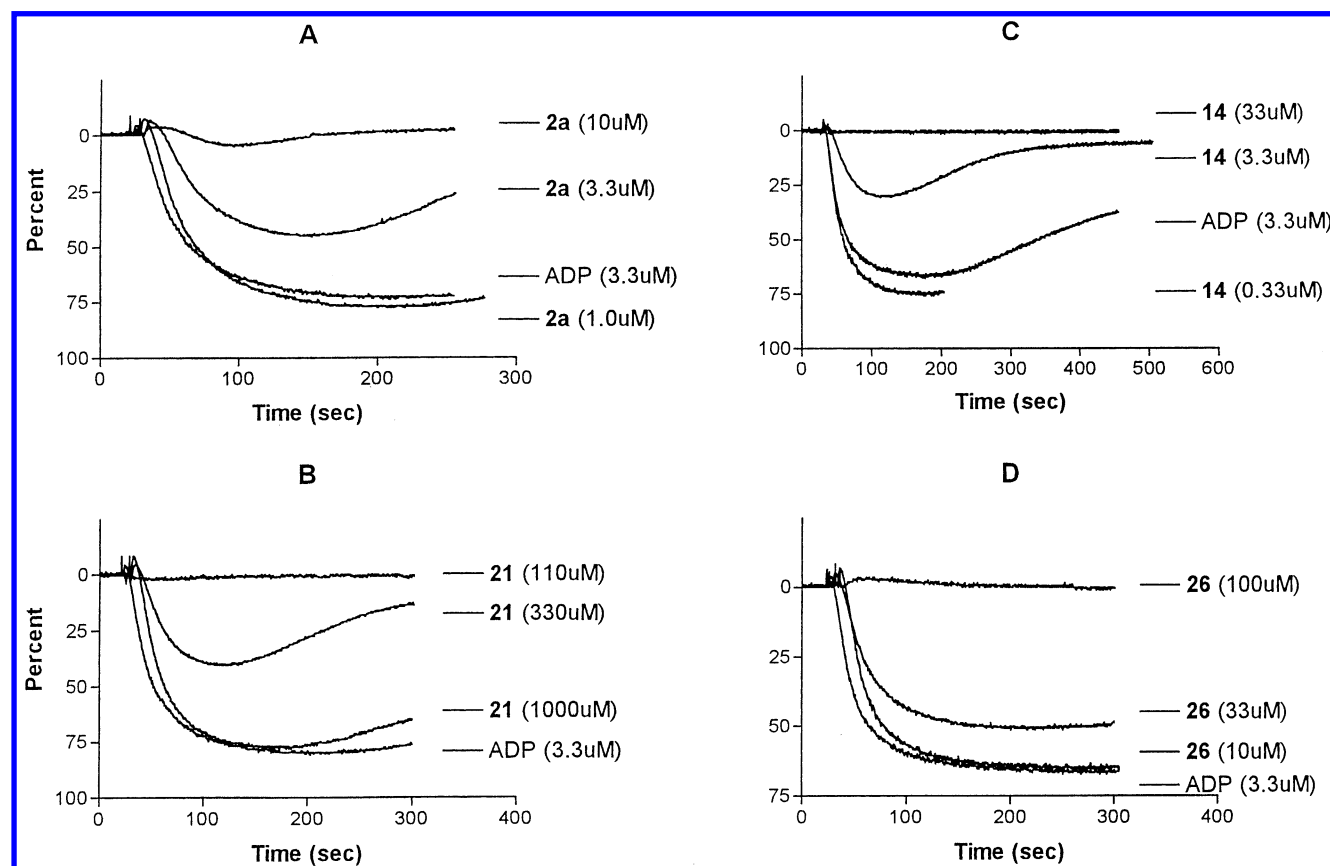 A
Percent
0
25
50
75
100
0
100
200
300
Time (sec)
2a (10uM)
2a (3.3uM)
ADP (3.3uM)
2a (1.0uM)
C
0
25
50
75
100
0
100
200
300
400
500
600
Time (sec)
14 (33uM)
14 (3.3uM)
ADP (3.3uM)
14 (0.33uM)
B
Percent
0
25
50
75
100
0
100
200
300
400
Time (sec)
21 (110uM)
21 (330uM)
21 (1000uM)
ADP (3.3uM)
D
0
25
50
75
0
100
200
300
400
Time (sec)
26 (100uM)
26 (33uM)
26 (10uM)
ADP (3.3uM)